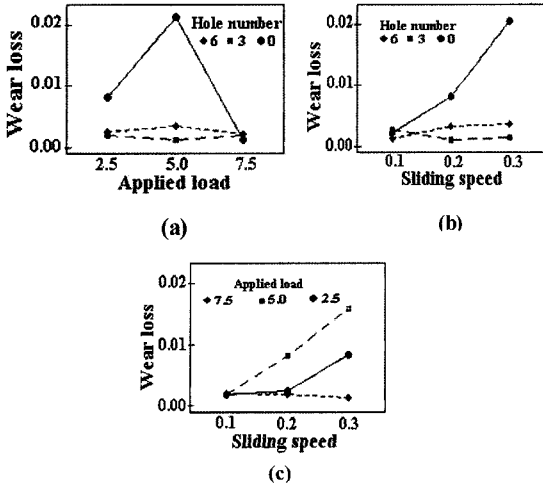 Hole number
6 3 0
Wear loss
0.02
0.01
0.00
2.5 5.0 7.5
Applied load
(a)
Hole number
6 3 0
Wear loss
0.02
0.01
0.00
0.1 0.2 0.3
Sliding speed
(b)
Applied load
7.5 5.0 2.5
Wear loss
0.02
0.01
0.00
0.1 0.2 0.3
Sliding speed
(c)